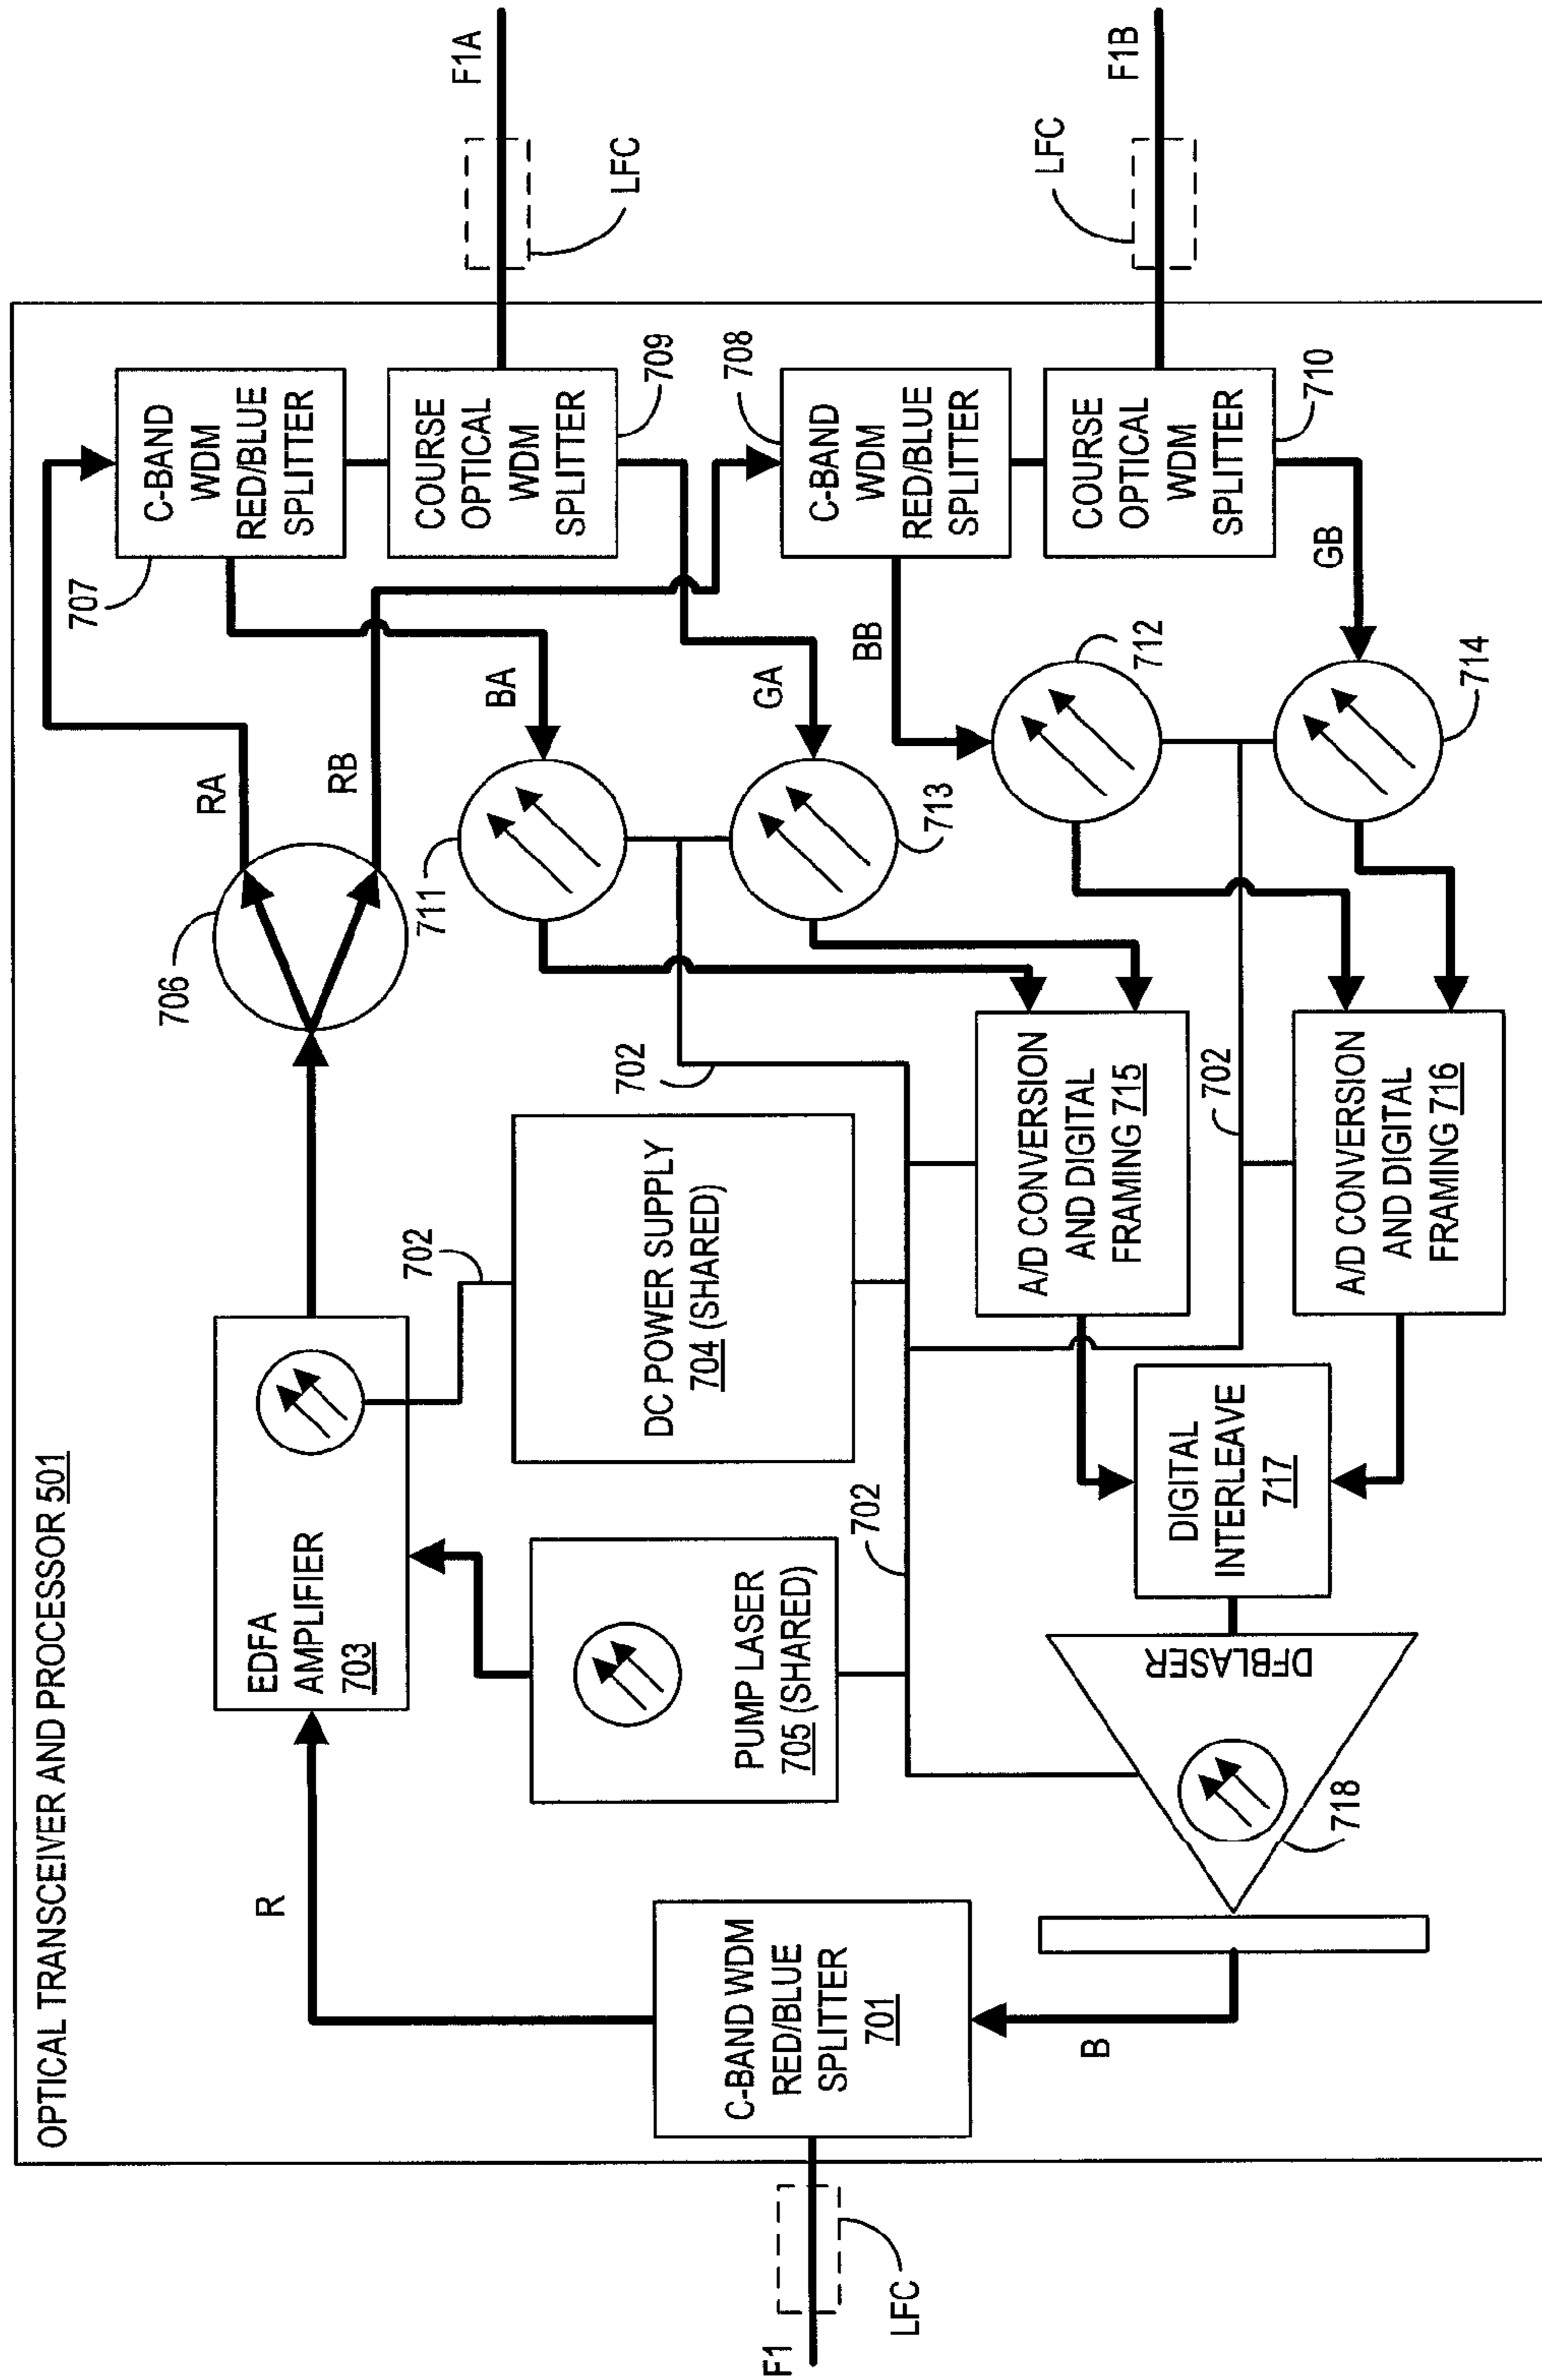 OPTICAL TRANSCEIVER AND PROCESSOR 501
F1
LFC
C-BAND WDM
RED/BLUE
SPLITTER
701
R
B
EDFA
AMPLIFIER
703
PUMP LASER
705 (SHARED)
702
DC POWER SUPPLY
704 (SHARED)
702
702
702
DFBLASER
718
DIGITAL
INTERLEAVE
717
A/D CONVERSION
AND DIGITAL
FRAMING 715
A/D CONVERSION
AND DIGITAL
FRAMING 716
706
RA
RB
711
BA
713
GA
712
BB
714
GB
707
C-BAND
WDM
RED/BLUE
SPLITTER
COURSE
OPTICAL
WDM
SPLITTER
709
708
C-BAND
WDM
RED/BLUE
SPLITTER
COURSE
OPTICAL
WDM
SPLITTER
710
F1A
LFC
LFC
F1B